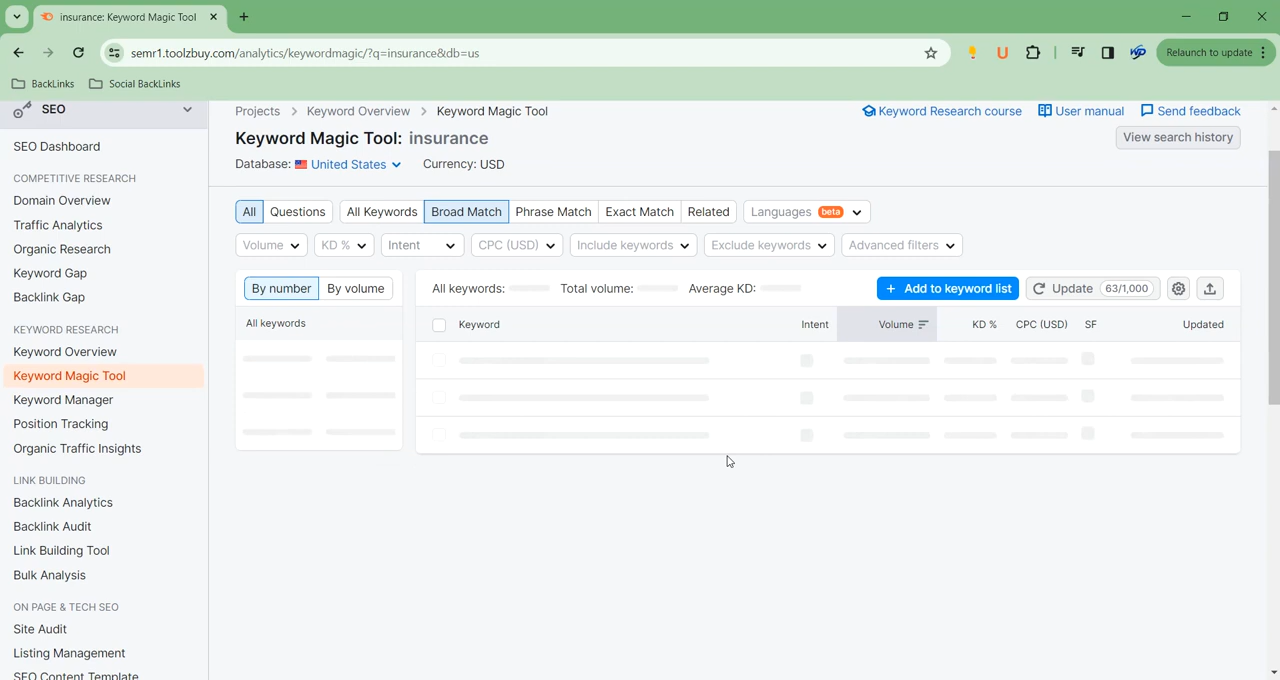 insurance: Keyword Magic Tool
semr1.toolzbuy.com/analytics/keywordmagic/?q=insurance&db=us
Relaunch to update
BackLinks
Social BackLinks
SEO
SEO Dashboard
COMPETITIVE RESEARCH
Domain Overview
Traffic Analytics
Organic Research
Keyword Gap
Backlink Gap
KEYWORD RESEARCH
Keyword Overview
Keyword Magic Tool
Keyword Manager
Position Tracking
Organic Traffic Insights
LINK BUILDING
Backlink Analytics
Backlink Audit
Link Building Tool
Bulk Analysis
ON PAGE & TECH SEO
Site Audit
Listing Management
SEO Content Template
Projects > Keyword Overview > Keyword Magic Tool
Keyword Research course User manual Send feedback
Keyword Magic Tool: insurance
View search history
Database: United States Currency: USD
All Questions All Keywords Broad Match Phrase Match Exact Match Related Languages beta
Volume KD % Intent CPC (USD) Include keywords Exclude keywords Advanced filters
By number By volume
All keywords
All keywords: Total volume: Average KD: + Add to keyword list Update 63/1,000
Keyword Intent Volume KD % CPC (USD) SF Updated